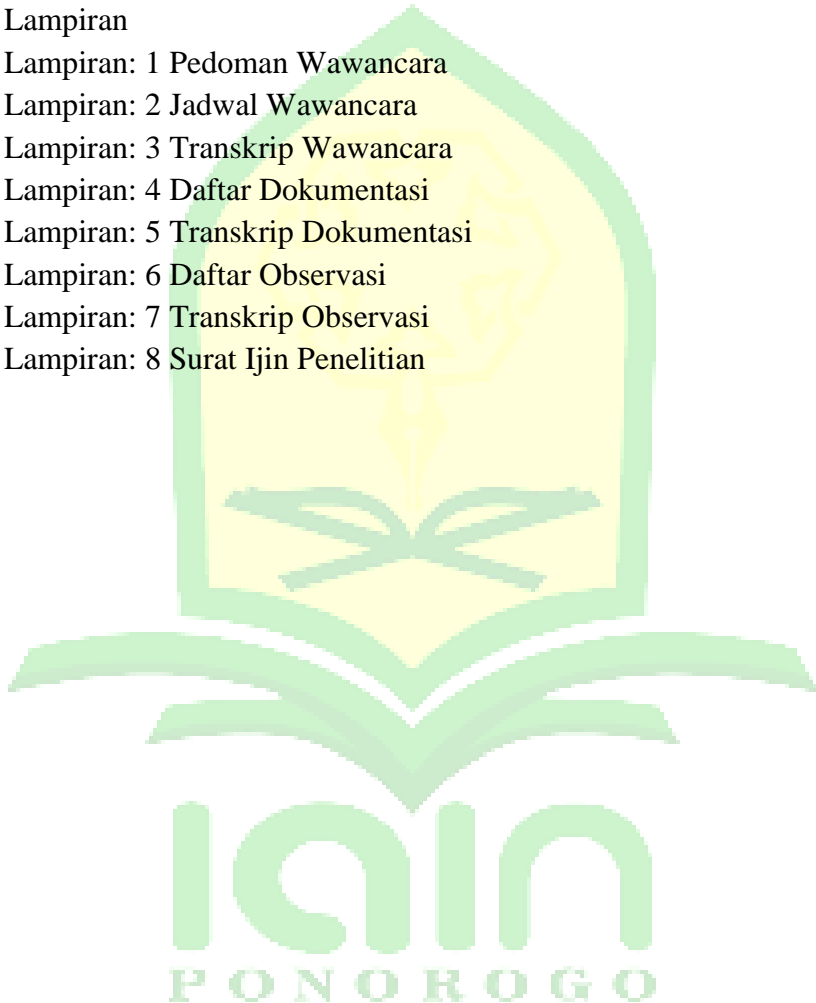 Lampiran
Lampiran: 1 Pedoman Wawancara
Lampiran: 2 Jadwal Wawancara
Lampiran: 3 Transkrip Wawancara
Lampiran: 4 Daftar Dokumentasi
Lampiran: 5 Transkrip Dokumentasi
Lampiran: 6 Daftar Observasi
Lampiran: 7 Transkrip Observasi
Lampiran: 8 Surat Ijin Penelitian
iain
PONOROGO